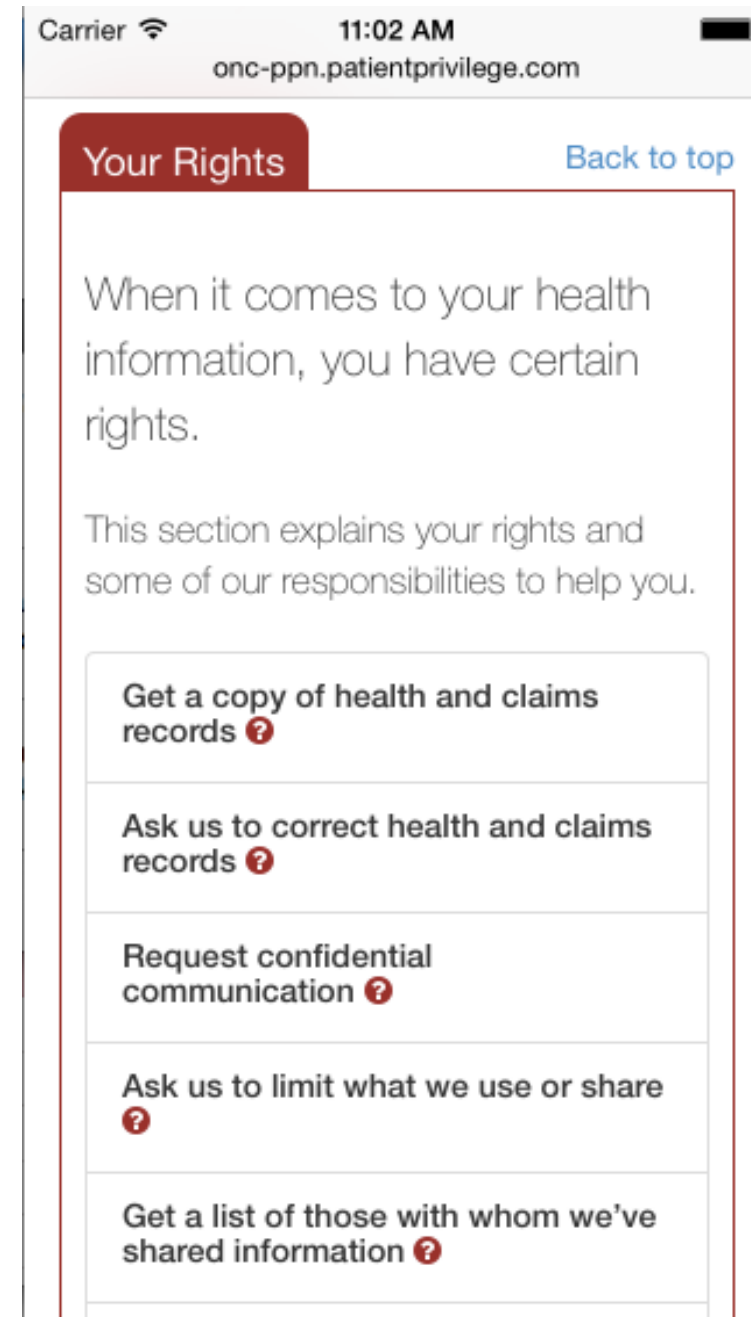 Carrier 11:02 AM
onc-ppn.patientprivilege.com
Your Rights Back to top
When it comes to your health
information, you have certain
rights.
This section explains your rights and
some of our responsibilities to help you.
Get a copy of health and claims
records ?
Ask us to correct health and claims
records ?
Request confidential
communication ?
Ask us to limit what we use or share
?
Get a list of those with whom we’ve
shared information ?